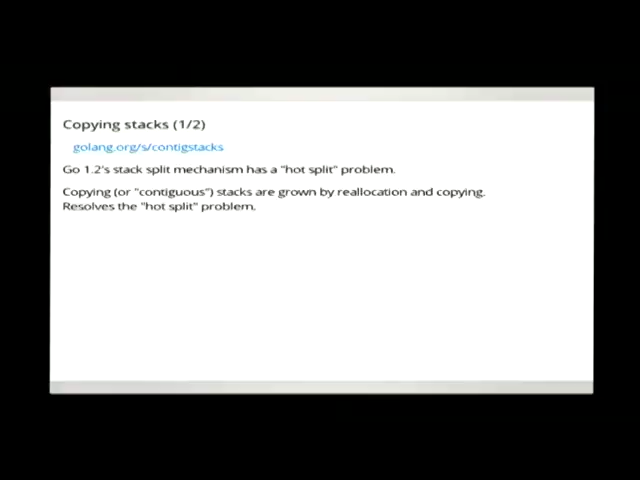 Copying stacks (1/2)
golang.org/s/contigstacks
Go 1.2's stack split mechanism has a "hot split" problem.
Copying (or "contiguous") stacks are grown by reallocation and copying.
Resolves the "hot split" problem.